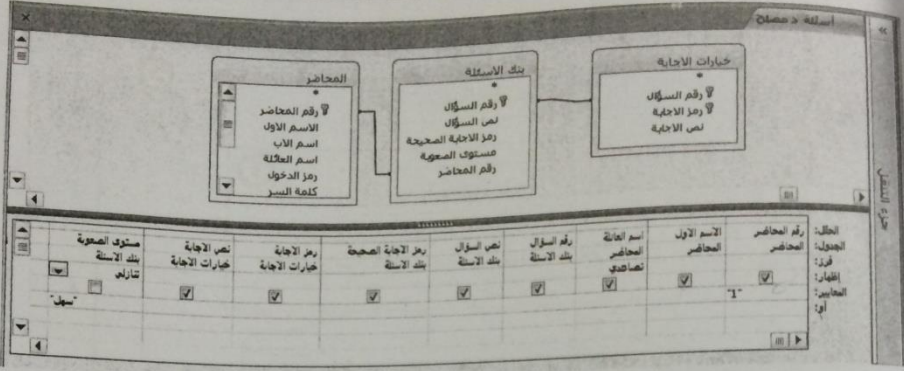 أسئلة د مصلح
خيارات الاجابة
*
رقم السؤال
رمز الاجابة
نص الاجابة
بنك الاسئلة
*
رقم السؤال
نص السؤال
رمز الاجابة الصحيحة
مستوى الصعوبة
رقم المحاضر
المحاضر
*
رقم المحاضر
الاسم الاول
اسم الاب
اسم العائلة
رمز الدخول
كلمة السر
جزء التنقل
الحقل: رقم المحاضر الاسم الاول اسم العائلة رقم السؤال نص السؤال رمز الاجابة الصحيحة رمز الاجابة نص الاجابة مستوى الصعوبة
الجدول: المحاضر المحاضر المحاضر بنك الاسئلة بنك الاسئلة بنك الاسئلة خيارات الاجابة خيارات الاجابة بنك الاسئلة
فرز: تصاعدي تنازلي
إظهار:
المعايير: "1" "سهل"
أو: